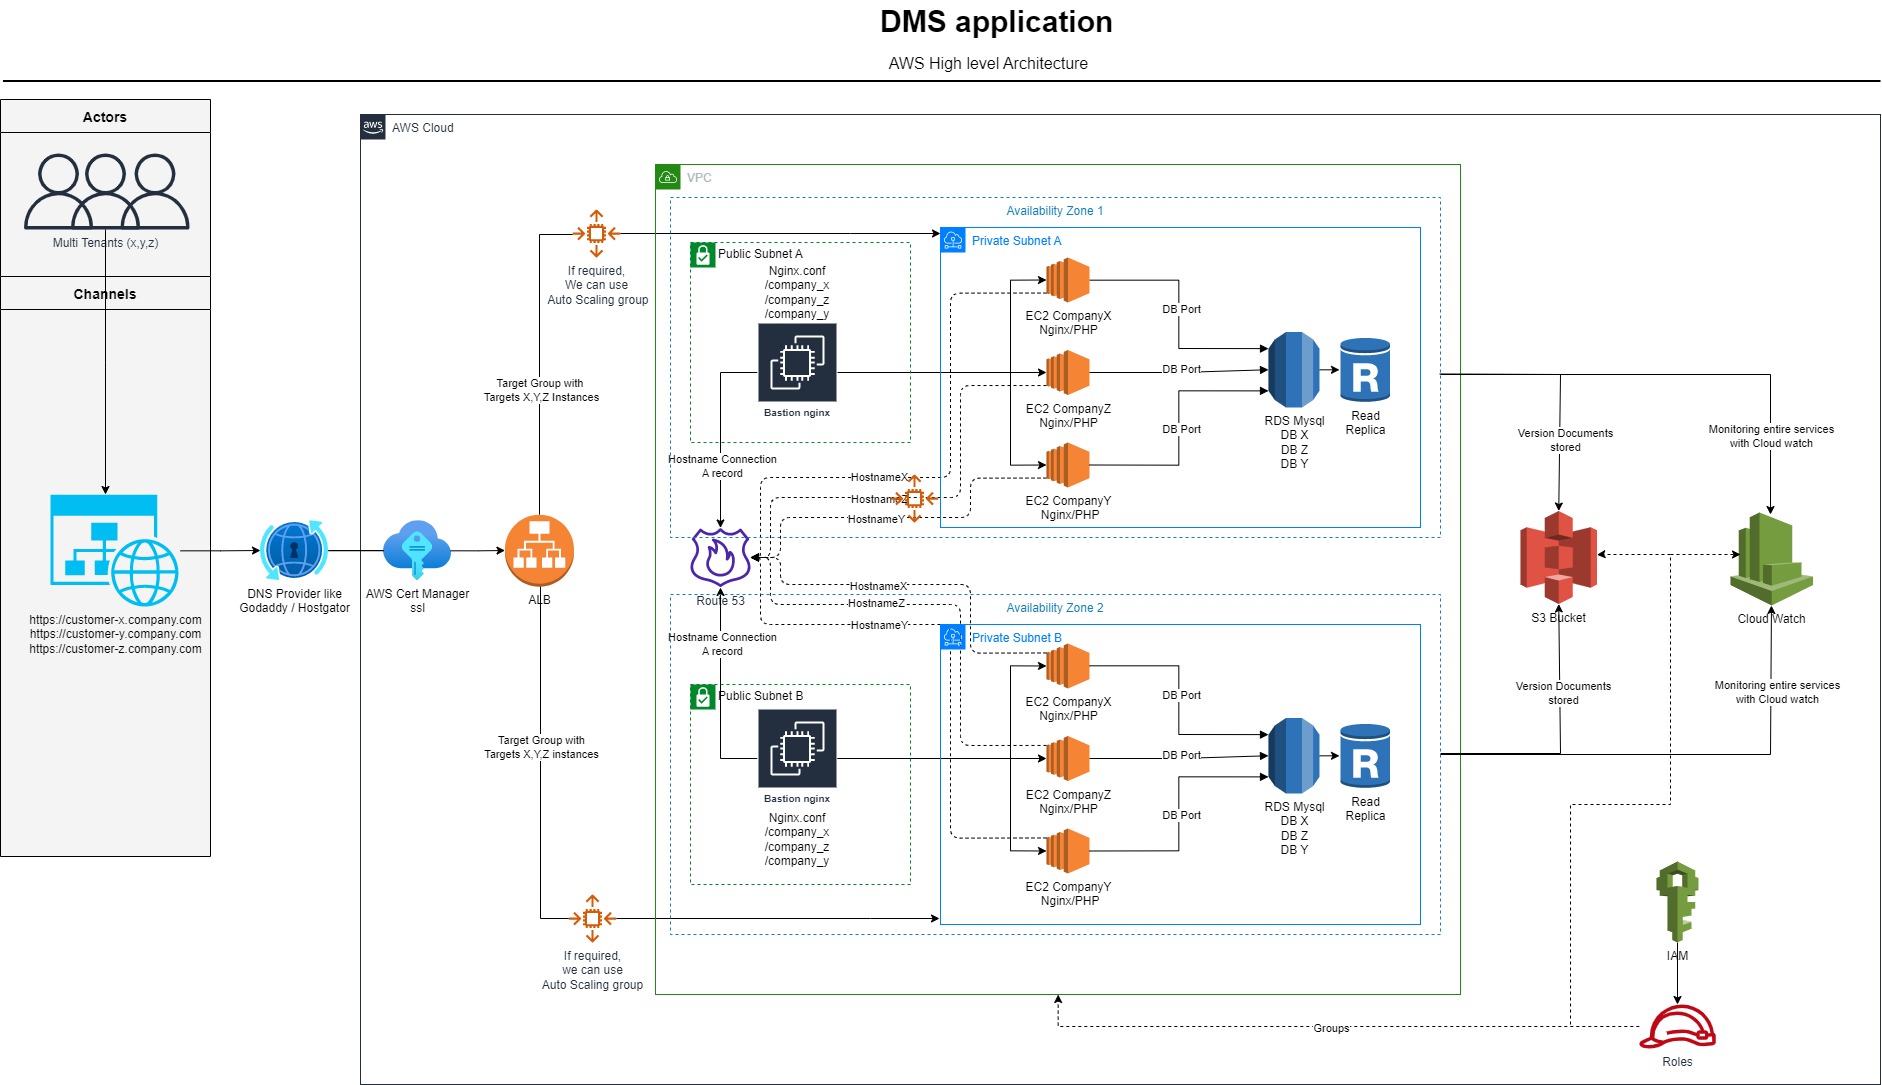 DMS application
AWS High level Architecture
Actors
Multi Tenants (x,y,z)
Channels
https://customer-x.company.com
https://customer-y.company.com
https://customer-z.company.com
DNS Provider like
Godaddy / Hostgator
aws
AWS Cloud
AWS Cert Manager
ssl
ALB
If required,
We can use
Auto Scaling group
Target Group with
Targets X,Y,Z Instances
Target Group with
Targets X,Y,Z instances
If required,
we can use
Auto Scaling group
VPC
Availability Zone 1
Public Subnet A
Nginx.conf
/company_x
/company_z
/company_y
Bastion nginx
Hostname Connection
A record
Private Subnet A
EC2 CompanyX
Nginx/PHP
EC2 CompanyZ
Nginx/PHP
EC2 CompanyY
Nginx/PHP
DB Port
DB Port
DB Port
RDS Mysql
DB X
DB Z
DB Y
R
Read
Replica
HostnameX
HostnameZ
HostnameY
Route 53
HostnameX
HostnameZ
HostnameY
Availability Zone 2
Hostname Connection
A record
Public Subnet B
Bastion nginx
Nginx.conf
/company_x
/company_z
/company_y
Private Subnet B
EC2 CompanyX
Nginx/PHP
EC2 CompanyZ
Nginx/PHP
EC2 CompanyY
Nginx/PHP
DB Port
DB Port
DB Port
RDS Mysql
DB X
DB Z
DB Y
R
Read
Replica
Version Documents
stored
Monitoring entire services
with Cloud watch
S3 Bucket
Cloud Watch
Version Documents
stored
Monitoring entire services
with Cloud watch
IAM
Groups
Roles